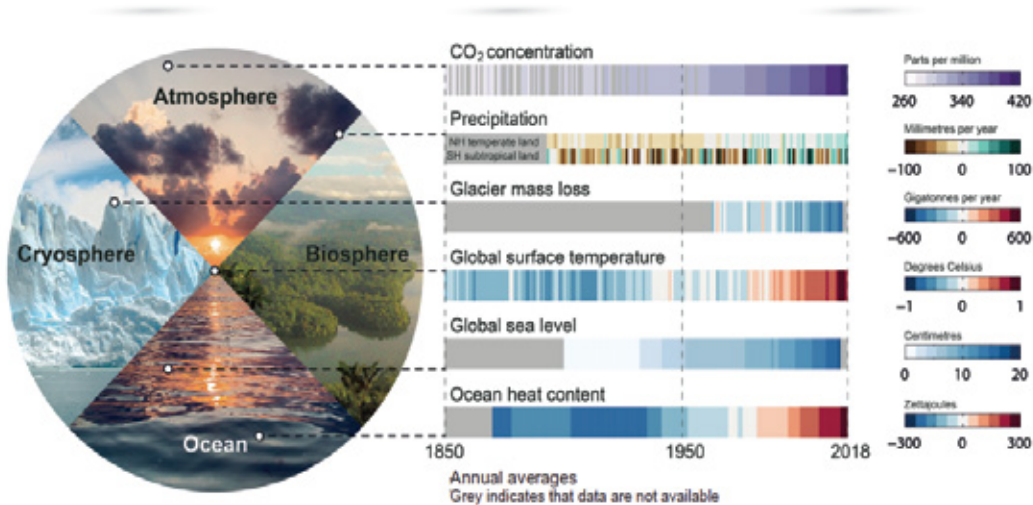 Atmosphere
Cryosphere
Biosphere
Ocean
CO₂ concentration
Precipitation
NH temperate land
SH subtropical land
Glacier mass loss
Global surface temperature
Global sea level
Ocean heat content
1850
1950
2018
Annual averages
Grey indicates that data are not available
Parts per million
260 340 420
Millimetres per year
−100 0 100
Gigatonnes per year
−600 0 600
Degrees Celsius
−1 0 1
Centimetres
0 10 20
Zettajoules
−300 0 300